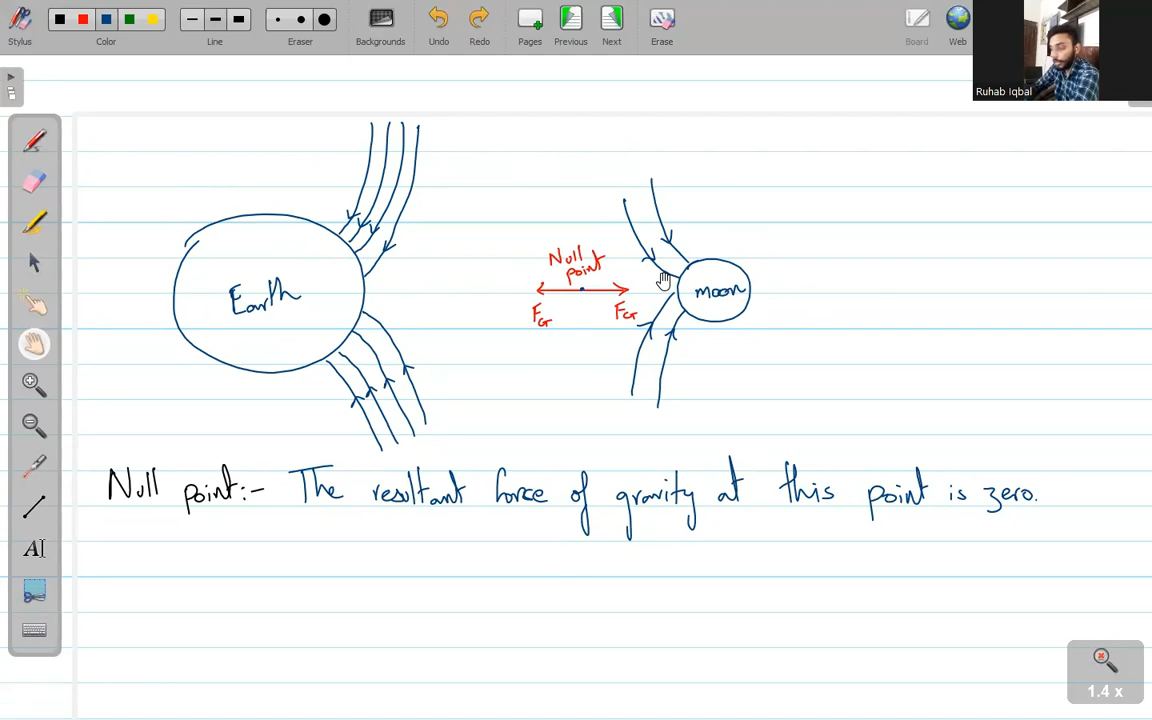 Stylus
Color
Line
Eraser
Backgrounds
Undo
Redo
Pages
Previous
Next
Erase
Board
Web
Ruhab Iqbal
Null
point
Earth
moon
FG
FG
Null point:- The resultant force of gravity at this point is zero.
AI
1.4 x